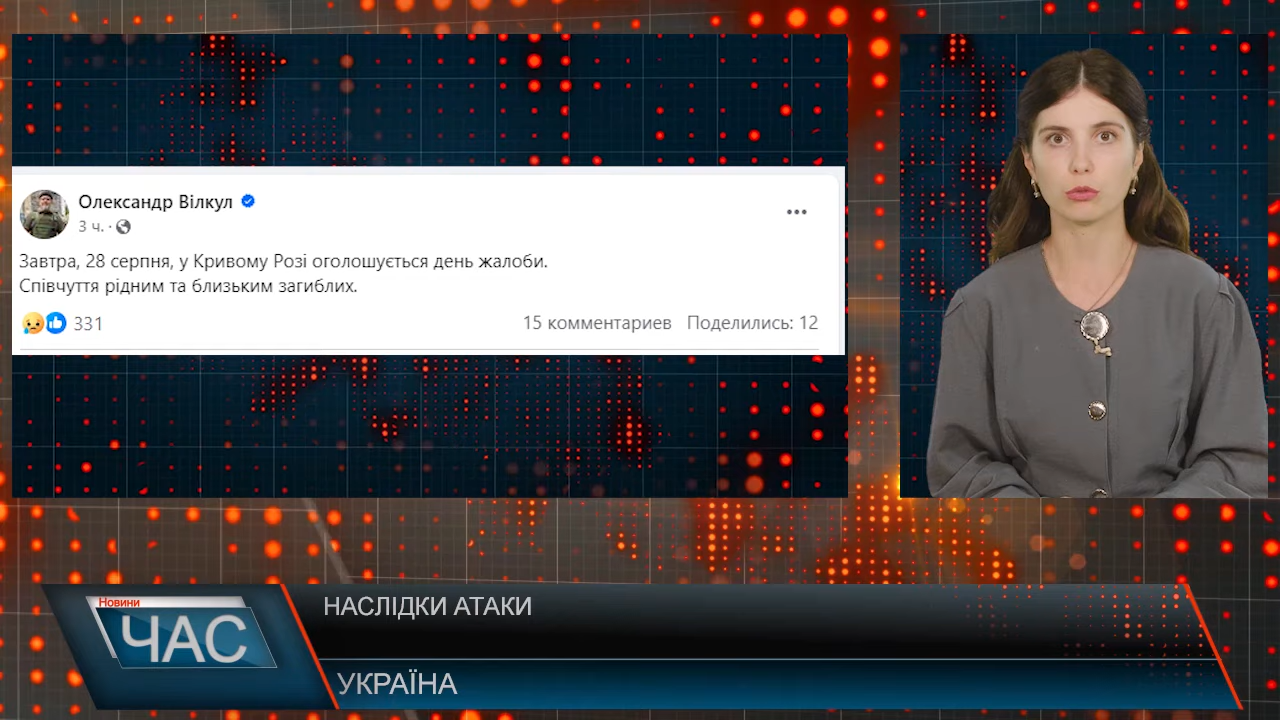 Олександр Вілкул
3 ч. ·
Завтра, 28 серпня, у Кривому Розі оголошується день жалоби.
Співчуття рідним та близьким загиблих.
331
15 комментариев Поделились: 12
Новини
ЧАС
НАСЛІДКИ АТАКИ
УКРАЇНА